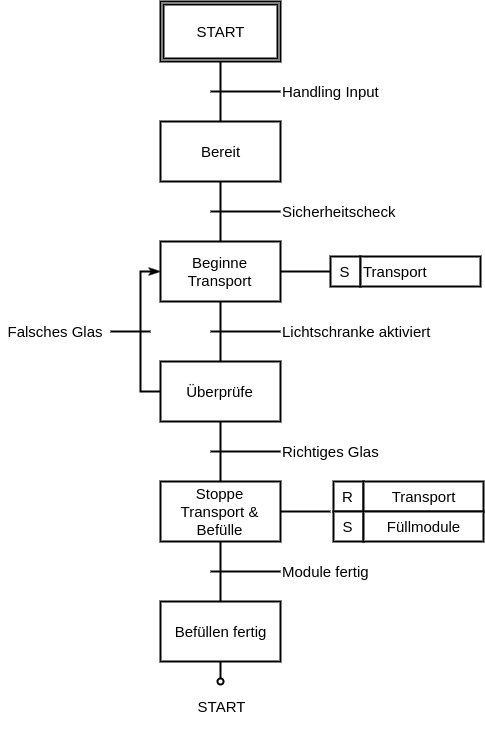 START
Handling Input
Bereit
Sicherheitscheck
Beginne
Transport
S Transport
Falsches Glas
Lichtschranke aktiviert
Überprüfe
Richtiges Glas
Stoppe
Transport &
Befülle
R Transport
S Füllmodule
Module fertig
Befüllen fertig
START